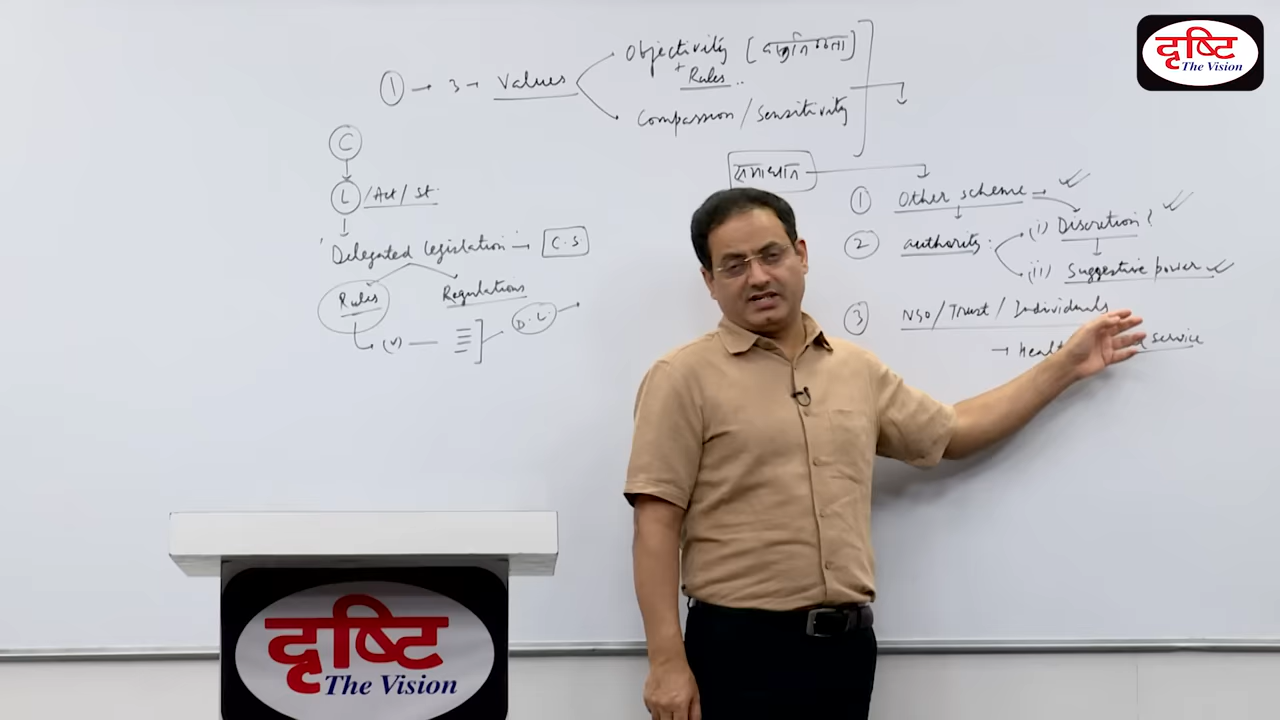 दृष्टि
The Vision
① → 3 → Values
Objectivity [वस्तुनिष्ठता]
+ Rules ..
Compassion / Sensitivity
C
L / Act / St.
'Delegated legislation' → C.S
Rules Regulations
(v) — D.L.
समाधान
① Other scheme →
② authority:
(i) Discretion?
(ii) Suggestive power
③ NGO / Trust / Individuals
→ service
दृष्टि
The Vision